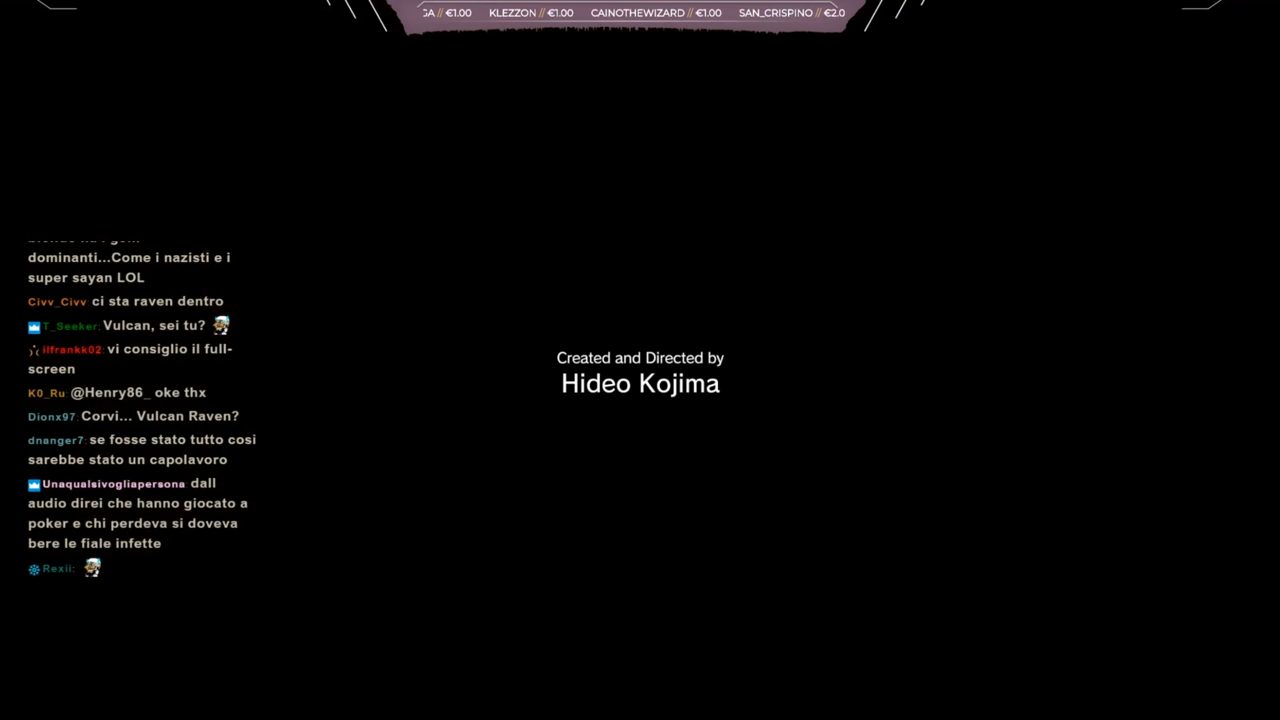 GA // €1.00 KLEZZON // €1.00 CAINOTHEWIZARD // €1.00 SAN_CRISPINO // €2.0
dominanti...Come i nazisti e i
super sayan LOL
Civv_Civv ci sta raven dentro
T_Seeker: Vulcan, sei tu?
ilfrankk02: vi consiglio il full-
screen
K0_Ru: @Henry86_ oke thx
Dionx97: Corvi... Vulcan Raven?
dnanger7: se fosse stato tutto cosi
sarebbe stato un capolavoro
Unaqualsivogliapersona: dall
audio direi che hanno giocato a
poker e chi perdeva si doveva
bere le fiale infette
Rexii:
Created and Directed by
Hideo Kojima